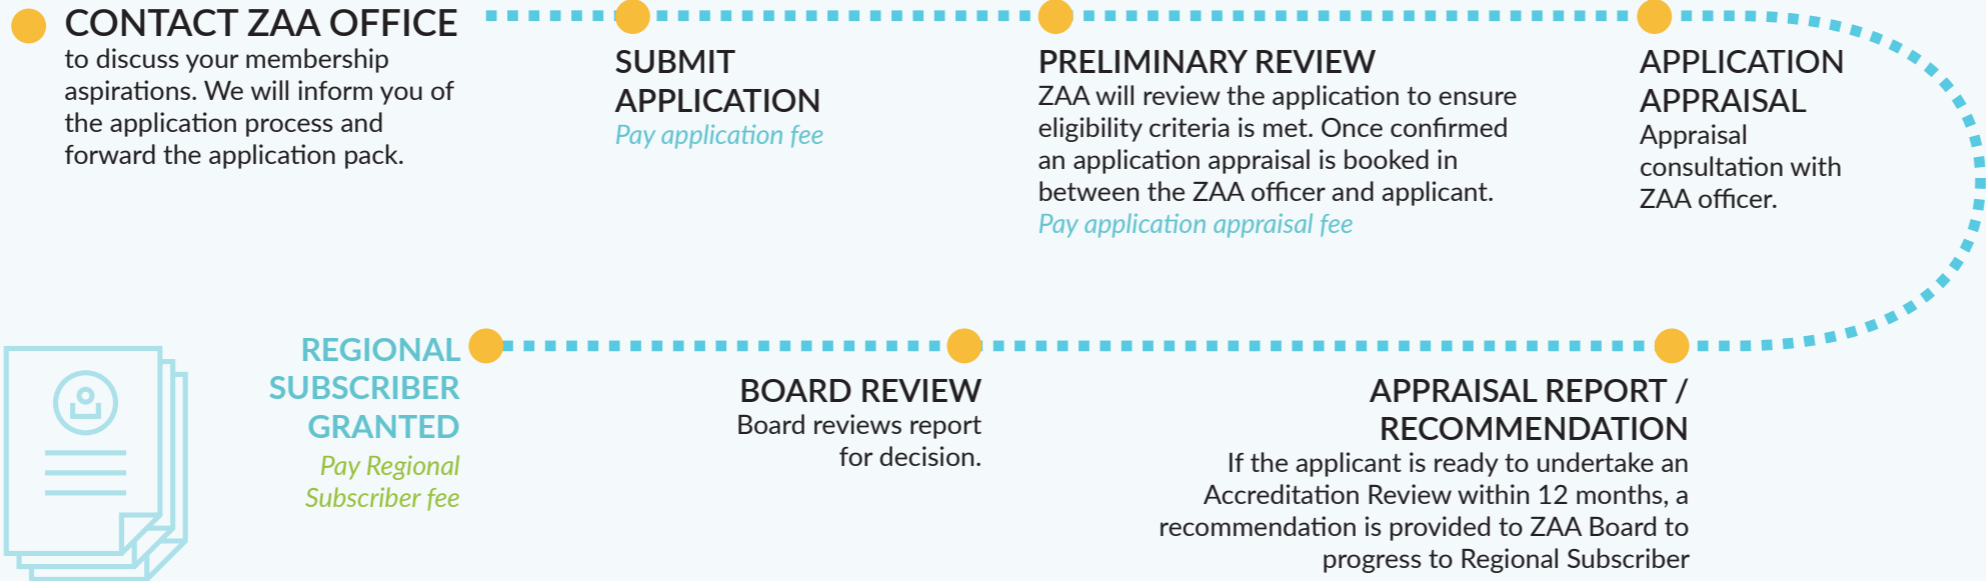 CONTACT ZAA OFFICE
to discuss your membership
aspirations. We will inform you of
the application process and
forward the application pack.
SUBMIT
APPLICATION
Pay application fee
PRELIMINARY REVIEW
ZAA will review the application to ensure
eligibility criteria is met. Once confirmed
an application appraisal is booked in
between the ZAA officer and applicant.
Pay application appraisal fee
APPLICATION
APPRAISAL
Appraisal
consultation with
ZAA officer.
APPRAISAL REPORT /
RECOMMENDATION
If the applicant is ready to undertake an
Accreditation Review within 12 months, a
recommendation is provided to ZAA Board to
progress to Regional Subscriber
BOARD REVIEW
Board reviews report
for decision.
REGIONAL
SUBSCRIBER
GRANTED
Pay Regional
Subscriber fee